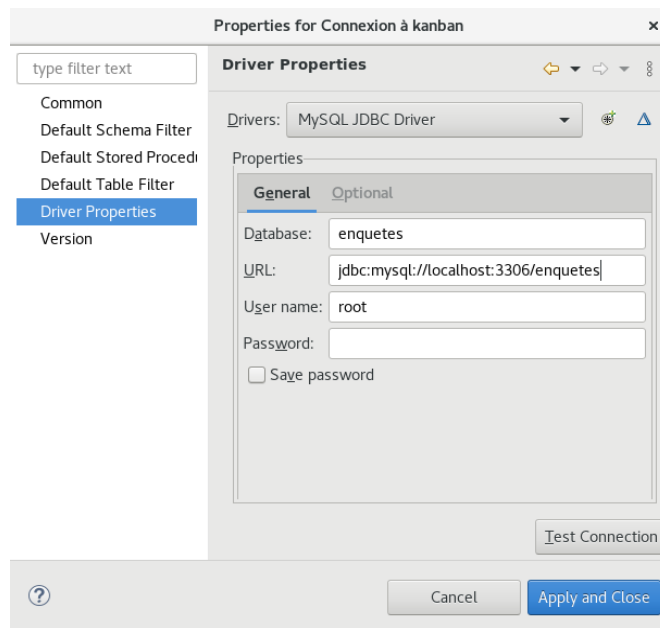 Properties for Connexion à kanban
type filter text
Common
Default Schema Filter
Default Stored Procedu
Default Table Filter
Driver Properties
Version
Driver Properties
Drivers: MySQL JDBC Driver
Properties
General Optional
Database: enquetes
URL: jdbc:mysql://localhost:3306/enquetes
User name: root
Password:
Save password
Test Connection
Cancel Apply and Close